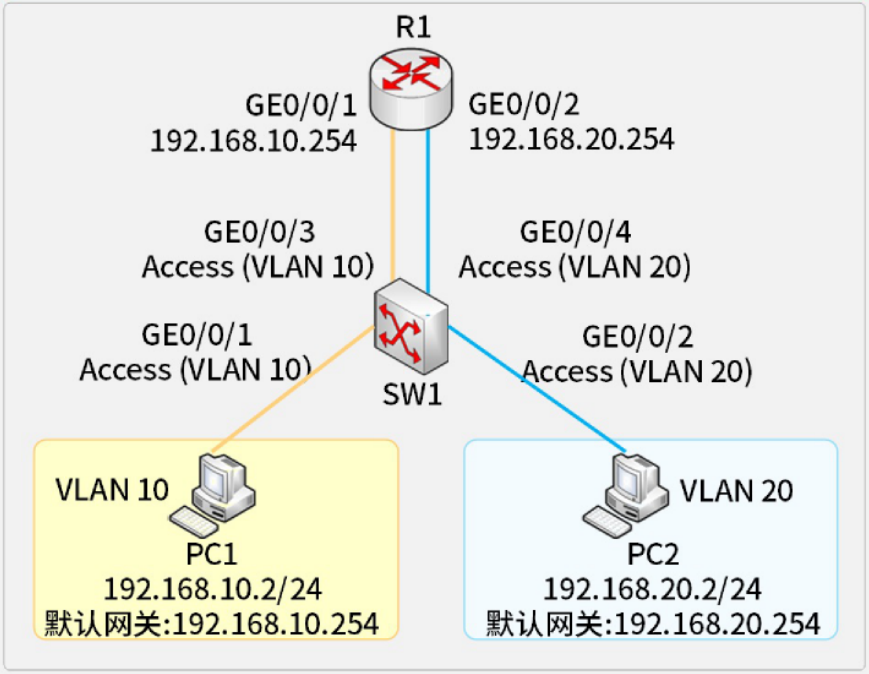 R1
GE0/0/1
192.168.10.254
GE0/0/2
192.168.20.254
GE0/0/3
Access (VLAN 10)
GE0/0/4
Access (VLAN 20)
GE0/0/1
Access (VLAN 10)
GE0/0/2
Access (VLAN 20)
SW1
VLAN 10
PC1
192.168.10.2/24
默认网关:192.168.10.254
VLAN 20
PC2
192.168.20.2/24
默认网关:192.168.20.254